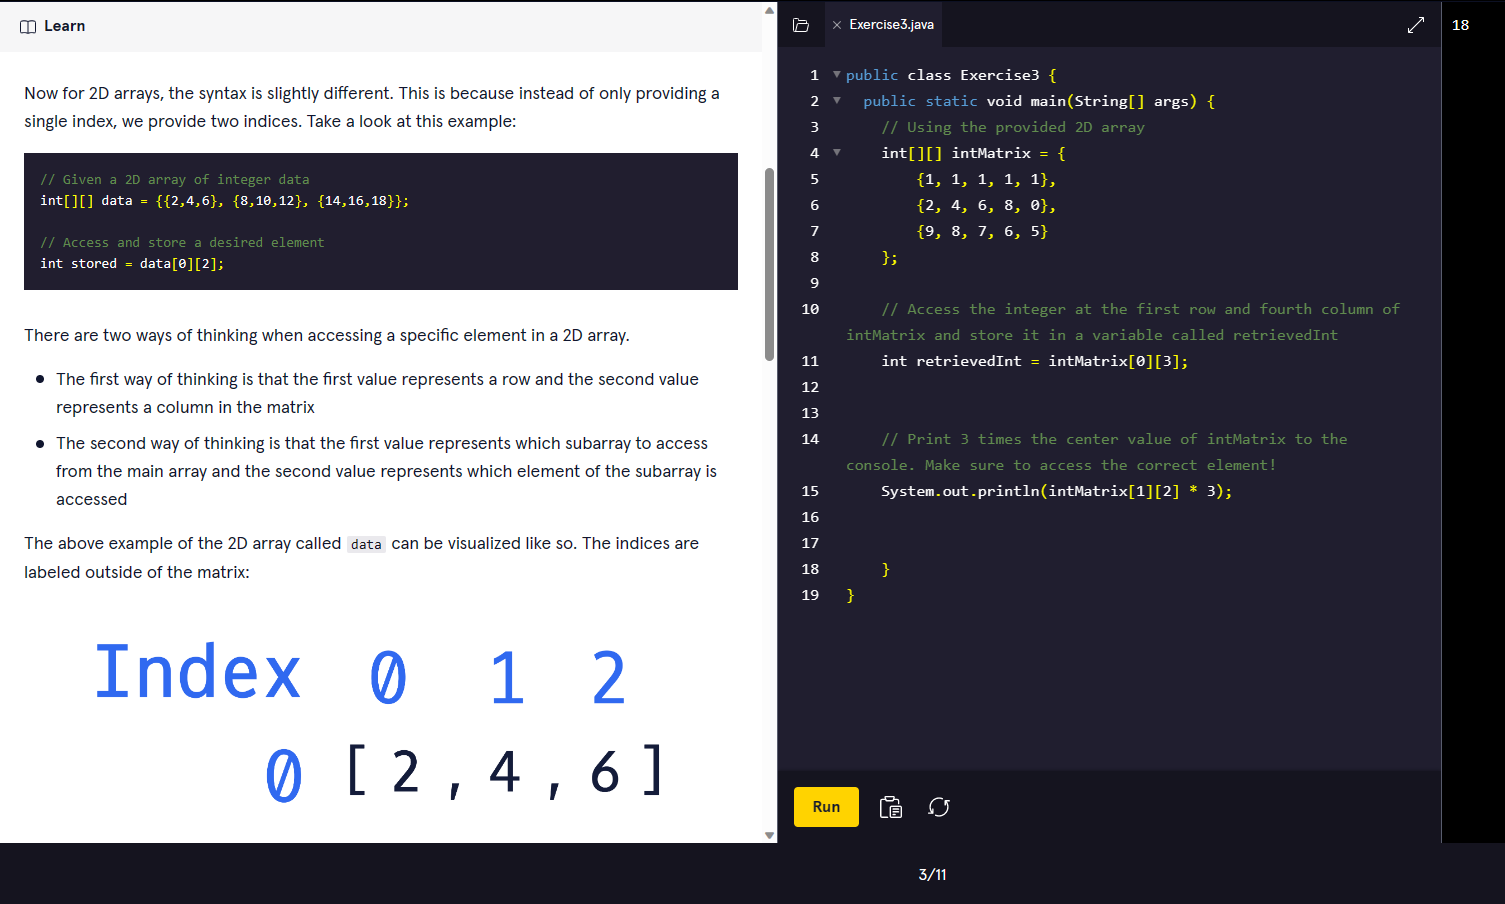 Learn
Now for 2D arrays, the syntax is slightly different. This is because instead of only providing a
single index, we provide two indices. Take a look at this example:
// Given a 2D array of integer data
int[][] data = {{2,4,6}, {8,10,12}, {14,16,18}};
// Access and store a desired element
int stored = data[0][2];
There are two ways of thinking when accessing a specific element in a 2D array.
● The first way of thinking is that the first value represents a row and the second value
represents a column in the matrix
● The second way of thinking is that the first value represents which subarray to access
from the main array and the second value represents which element of the subarray is
accessed
The above example of the 2D array called data can be visualized like so. The indices are
labeled outside of the matrix:
Index 0 1 2
0 [ 2 , 4 , 6 ]
Exercise3.java
1 public class Exercise3 {
2 public static void main(String[] args) {
3 // Using the provided 2D array
4 int[][] intMatrix = {
5 {1, 1, 1, 1, 1},
6 {2, 4, 6, 8, 0},
7 {9, 8, 7, 6, 5}
8 };
9
10 // Access the integer at the first row and fourth column of
intMatrix and store it in a variable called retrievedInt
11 int retrievedInt = intMatrix[0][3];
12
13
14 // Print 3 times the center value of intMatrix to the
console. Make sure to access the correct element!
15 System.out.println(intMatrix[1][2] * 3);
16
17
18 }
19 }
Run
18
3/11